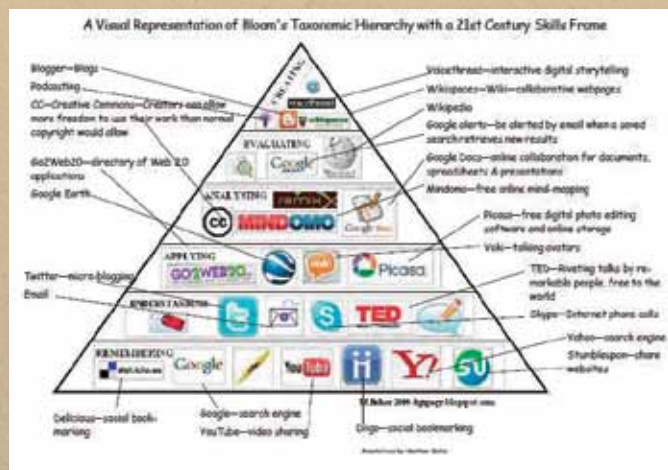 A Visual Representation of Bloom's Taxonomic Hierarchy with a 21st Century Skills Frame
CREATING
Blogger—Blogs
Podcasting
CC—Creative Commons—Creators can allow
more freedom to use their work than normal
copyright would allow
Go2Web20—directory of Web 2.0
applications
Google Earth
Twitter—micro-blogging
Email
Voicethread—interactive digital storytelling
Wikispaces—Wiki—collaborative webpages
Wikipedia
Google alerts—be alerted by email when a saved
search retrieves new results
Google Docs—online collaboration for documents,
spreadsheets & presentations
Mindomo—free online mind-mapping
Picasa—free digital photo editing
software and online storage
Voki—talking avatars
TED—Riveting talks by re-
markable people, free to the
world
Skype—Internet phone calls
Yahoo—search engine
Stumbleupon—share
websites
EVALUATING
Google
ANALYSING
cc
MINDOMO
APPLYING
GO2WEB20
Picasa
UNDERSTANDING
TED
REMEMBERING
del.icio.us
Google
YouTube
Y!
Delicious—social book-
marking
Google—search engine
YouTube—video sharing
Diigo—social bookmarking